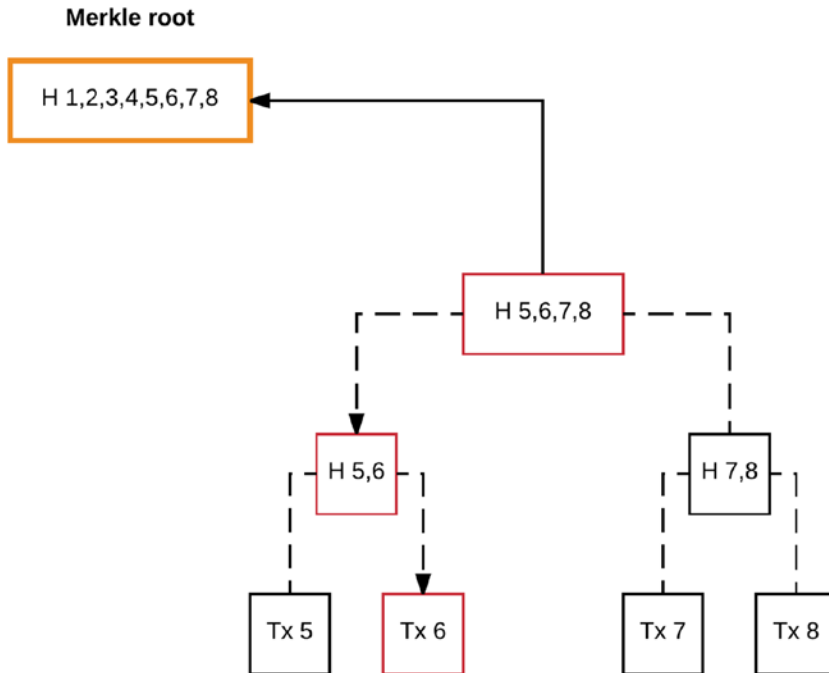 Merkle root
H 1,2,3,4,5,6,7,8
H 5,6,7,8
H 5,6
H 7,8
Tx 5
Tx 6
Tx 7
Tx 8